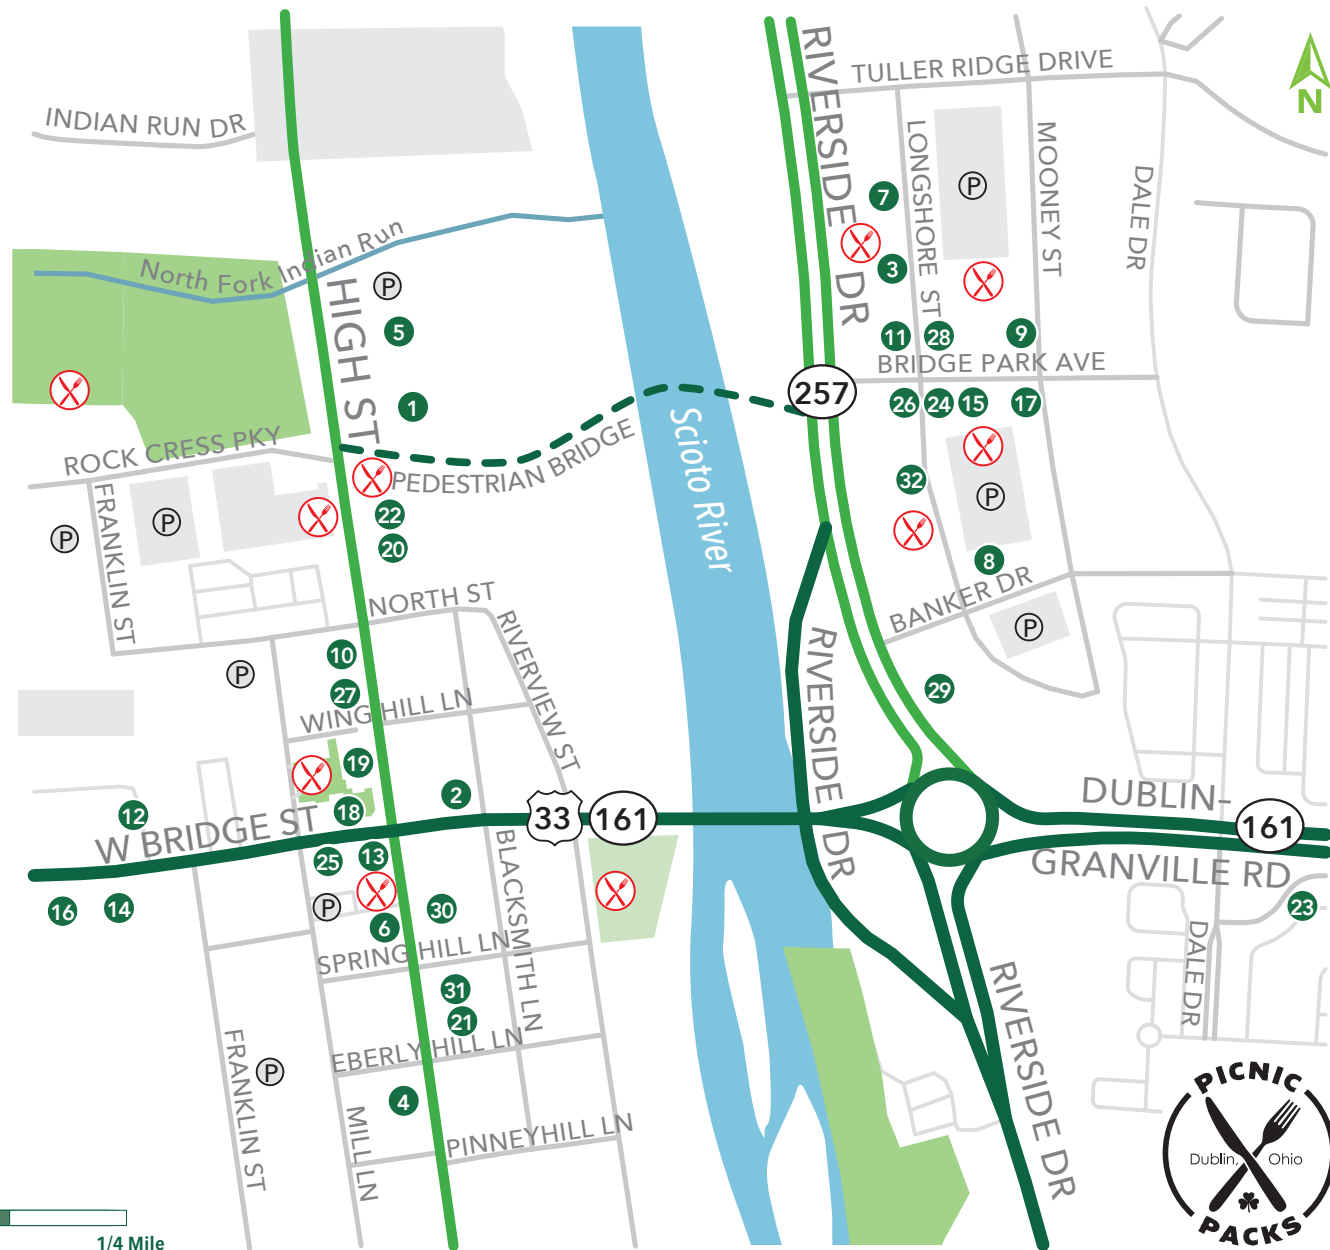 RIVERSIDE DR
TULLER RIDGE DRIVE
N
INDIAN RUN DR
LONGSHORE ST
MOONEY ST
DALE DR
P
7
North Fork Indian Run
3
P
HIGH ST
5
11
28
9
BRIDGE PARK AVE
257
1
26
24
15
17
Scioto River
ROCK CRESS PKY
PEDESTRIAN BRIDGE
FRANKLIN ST
P
P
22
20
32
P
8
BANKER DR
P
NORTH ST
RIVERVIEW ST
10
P
27
WING HILL LN
RIVERSIDE DR
29
19
2
12
18
W BRIDGE ST
33
161
DUBLIN-
161
GRANVILLE RD
25
13
BLACKSMITH LN
16
14
P
6
30
23
SPRING HILL LN
DALE DR
31
21
EBERLY HILL LN
FRANKLIN ST
P
RIVERSIDE DR
4
MILL LN
PINNEYHILL LN
PICNIC
Dublin, Ohio
PACKS
1/4 Mile